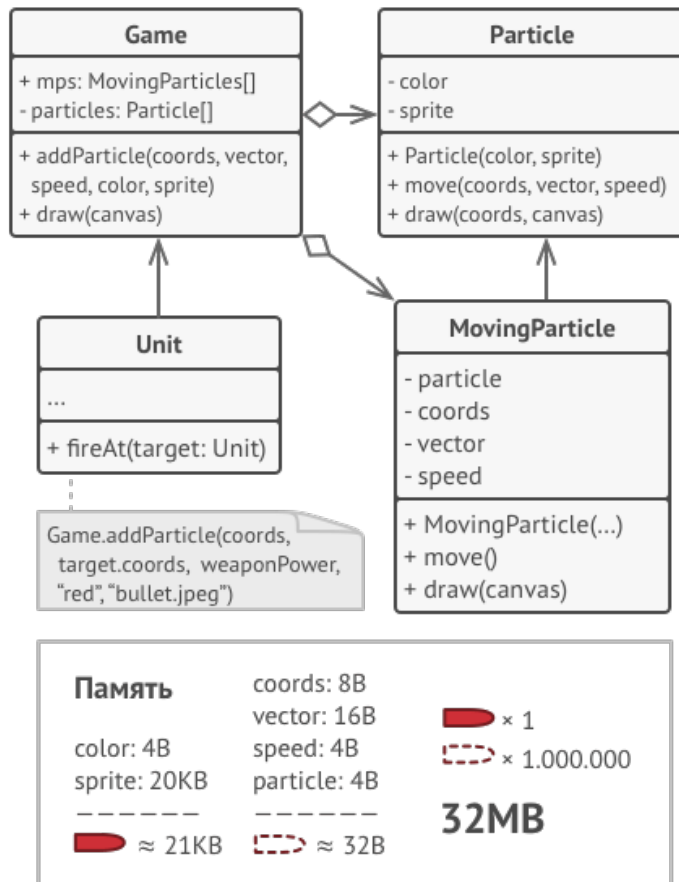 Game
+ mps: MovingParticles[]
- particles: Particle[]
+ addParticle(coords, vector,
speed, color, sprite)
+ draw(canvas)
Particle
- color
- sprite
+ Particle(color, sprite)
+ move(coords, vector, speed)
+ draw(coords, canvas)
Unit
...
+ fireAt(target: Unit)
Game.addParticle(coords,
target.coords, weaponPower,
“red”, “bullet.jpeg”)
MovingParticle
- particle
- coords
- vector
- speed
+ MovingParticle(...)
+ move()
+ draw(canvas)
Память
color: 4B
sprite: 20KB
––––––
≈ 21KB
coords: 8B
vector: 16B
speed: 4B
particle: 4B
––––––
≈ 32B
× 1
× 1.000.000
32MB